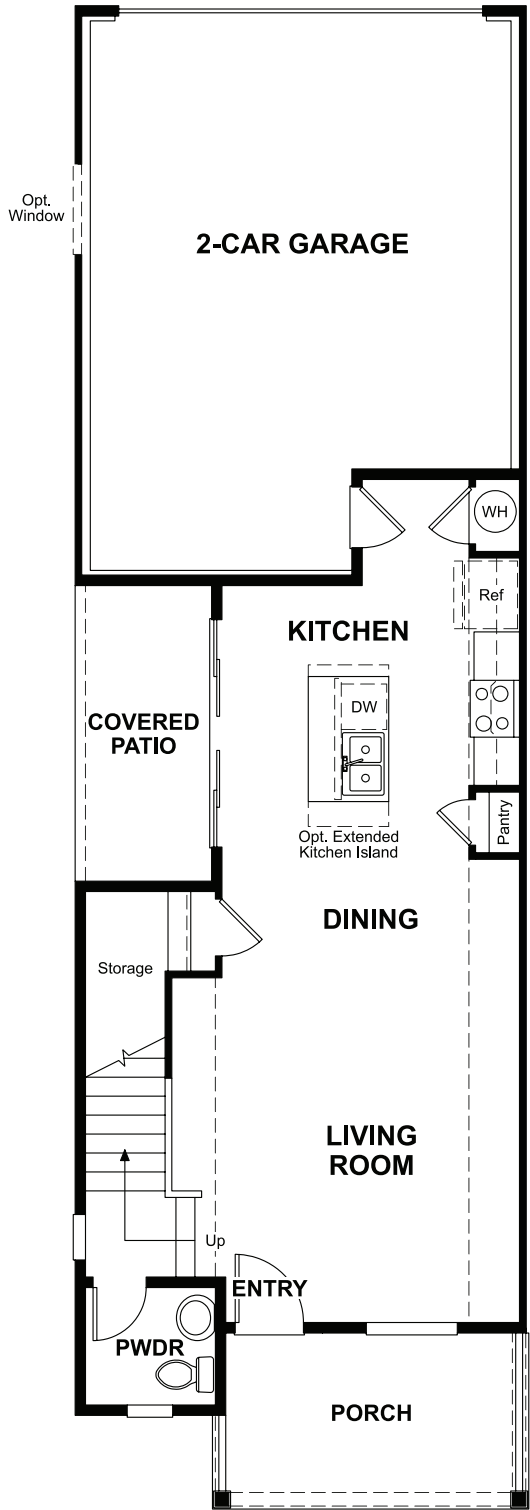 Opt.
Window
2-CAR GARAGE
WH
Ref
KITCHEN
DW
COVERED
PATIO
Pantry
Opt. Extended
Kitchen Island
DINING
Storage
LIVING
ROOM
Up
ENTRY
PWDR
PORCH